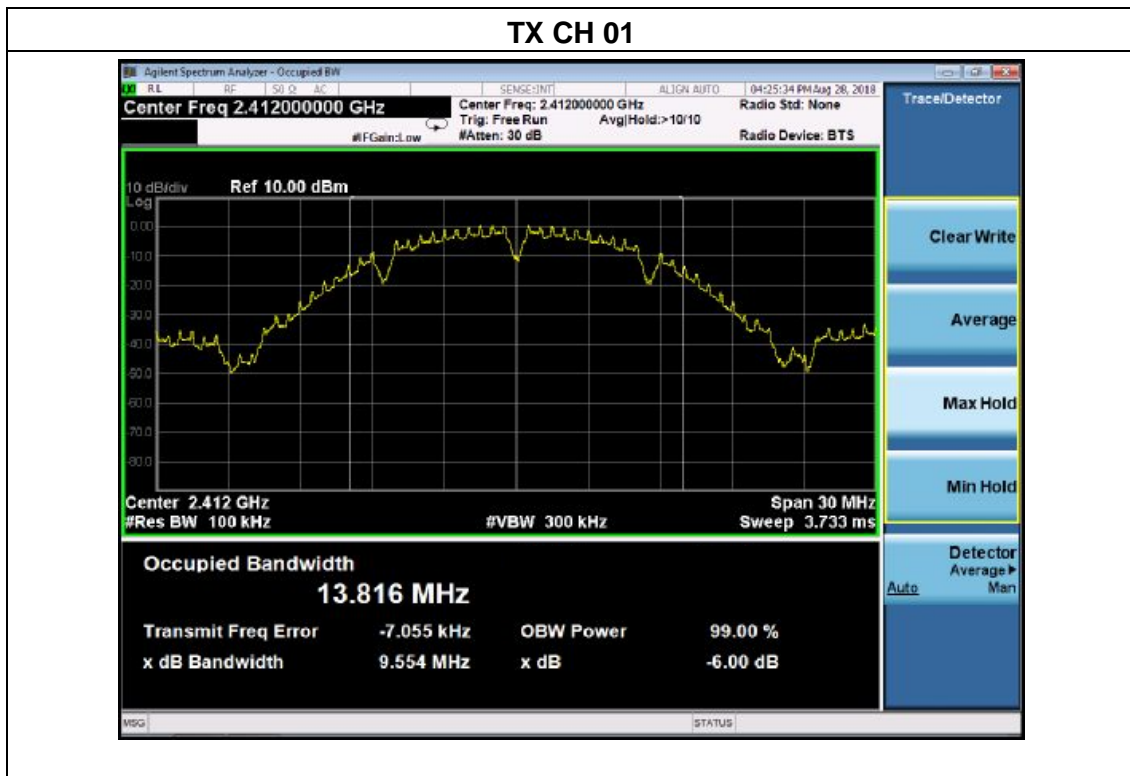 TX CH 01
Agilent Spectrum Analyzer - Occupied BW
RL RF 50 Ω AC SENSE:INT ALIGN AUTO 04:25:34 PM Aug 28, 2018
Center Freq 2.412000000 GHz Center Freq: 2.412000000 GHz Radio Std: None
Trig: Free Run Avg|Hold:>10/10
#IFGain:Low #Atten: 30 dB Radio Device: BTS
10 dB/div Ref 10.00 dBm
Log
0.00
-10.0
-20.0
-30.0
-40.0
-50.0
-60.0
-70.0
-80.0
Center 2.412 GHz Span 30 MHz
#Res BW 100 kHz #VBW 300 kHz Sweep 3.733 ms
Occupied Bandwidth
13.816 MHz
Transmit Freq Error -7.055 kHz OBW Power 99.00 %
x dB Bandwidth 9.554 MHz x dB -6.00 dB
MSG STATUS
Trace/Detector
Clear Write
Average
Max Hold
Min Hold
Detector
Average▶
Auto Man